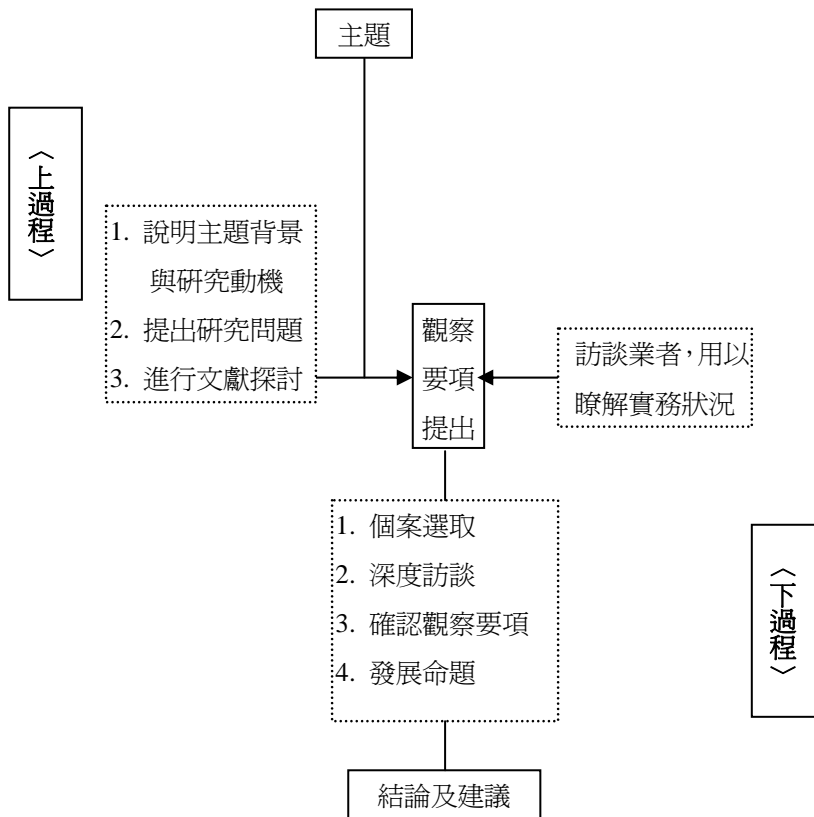 主題
〈上過程〉
1. 說明主題背景
與研究動機
2. 提出研究問題
3. 進行文獻探討
觀察
要項
提出
訪談業者，用以
瞭解實務狀況
1. 個案選取
2. 深度訪談
3. 確認觀察要項
4. 發展命題
〈下過程〉
結論及建議